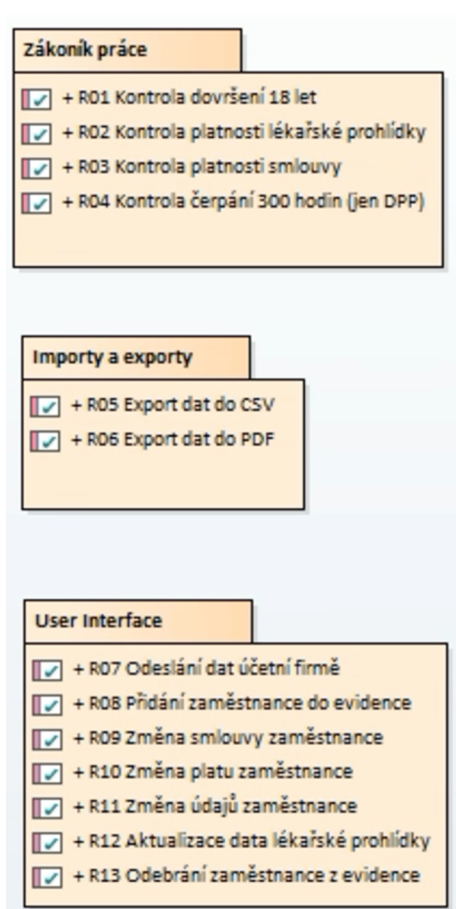 Zákoník práce
+ R01 Kontrola dovršení 18 let
+ R02 Kontrola platnosti lékařské prohlídky
+ R03 Kontrola platnosti smlouvy
+ R04 Kontrola čerpání 300 hodin (jen DPP)
Importy a exporty
+ R05 Export dat do CSV
+ R06 Export dat do PDF
User Interface
+ R07 Odeslání dat účetní firmě
+ R08 Přidání zaměstnance do evidence
+ R09 Změna smlouvy zaměstnance
+ R10 Změna platu zaměstnance
+ R11 Změna údajů zaměstnance
+ R12 Aktualizace data lékařské prohlídky
+ R13 Odebrání zaměstnance z evidence